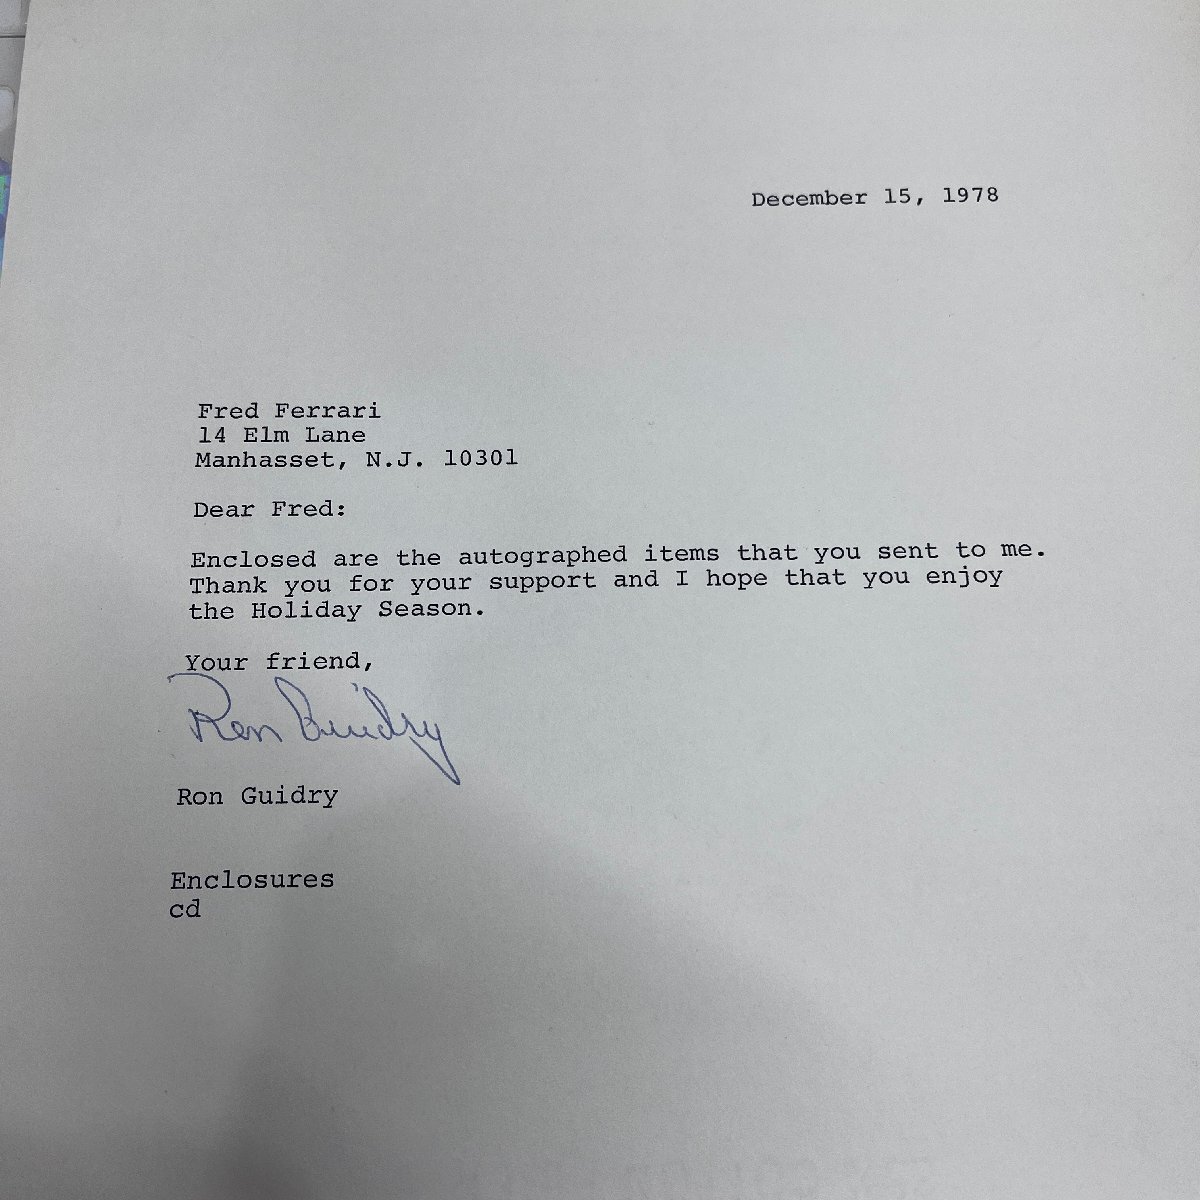 December 15, 1978
Fred Ferrari
14 Elm Lane
Manhasset, N.J. 10301
Dear Fred:
Enclosed are the autographed items that you sent to me.
Thank you for your support and I hope that you enjoy
the Holiday Season.
Your friend,
Ron Guidry
Ron Guidry
Enclosures
cd